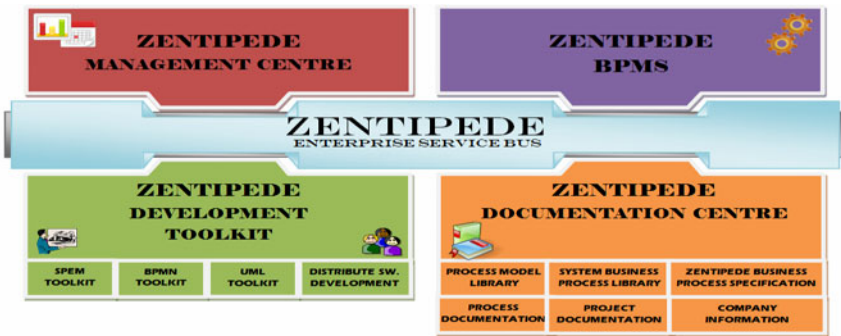 ZENTIPEDE
MANAGEMENT CENTRE
ZENTIPEDE
BPMS
ZENTIPEDE
ENTERPRISE SERVICE BUS
ZENTIPEDE
DEVELOPMENT
TOOLKIT
SPEM
TOOLKIT
BPMN
TOOLKIT
UML
TOOLKIT
DISTRIBUTE SW.
DEVELOPMENT
ZENTIPEDE
DOCUMENTATION CENTRE
PROCESS MODEL
LIBRARY
SYSTEM BUSINESS
PROCESS LIBRARY
ZENTIPEDE BUSINESS
PROCESS SPECIFICATION
PROCESS
DOCUMENTATION
PROJECT
DOCUMENTATION
COMPANY
INFORMATION